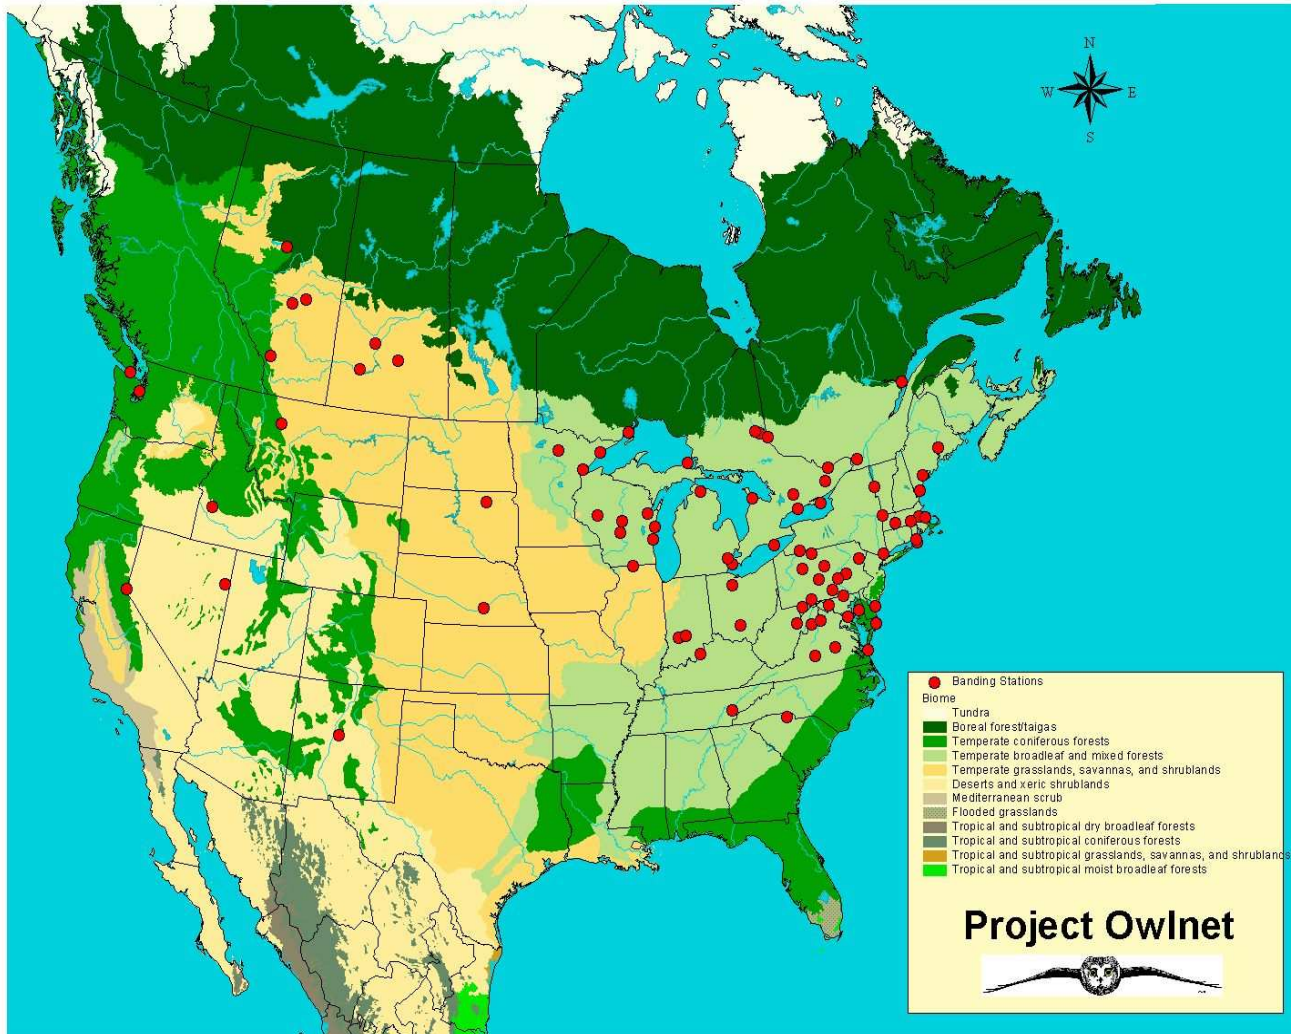 N
W E
S
Banding Stations
Biome
Tundra
Boreal forest/taigas
Temperate coniferous forests
Temperate broadleaf and mixed forests
Temperate grasslands, savannas, and shrublands
Deserts and xeric shrublands
Mediterranean scrub
Flooded grasslands
Tropical and subtropical dry broadleaf forests
Tropical and subtropical coniferous forests
Tropical and subtropical grasslands, savannas, and shrublands
Tropical and subtropical moist broadleaf forests
Project Owlnet